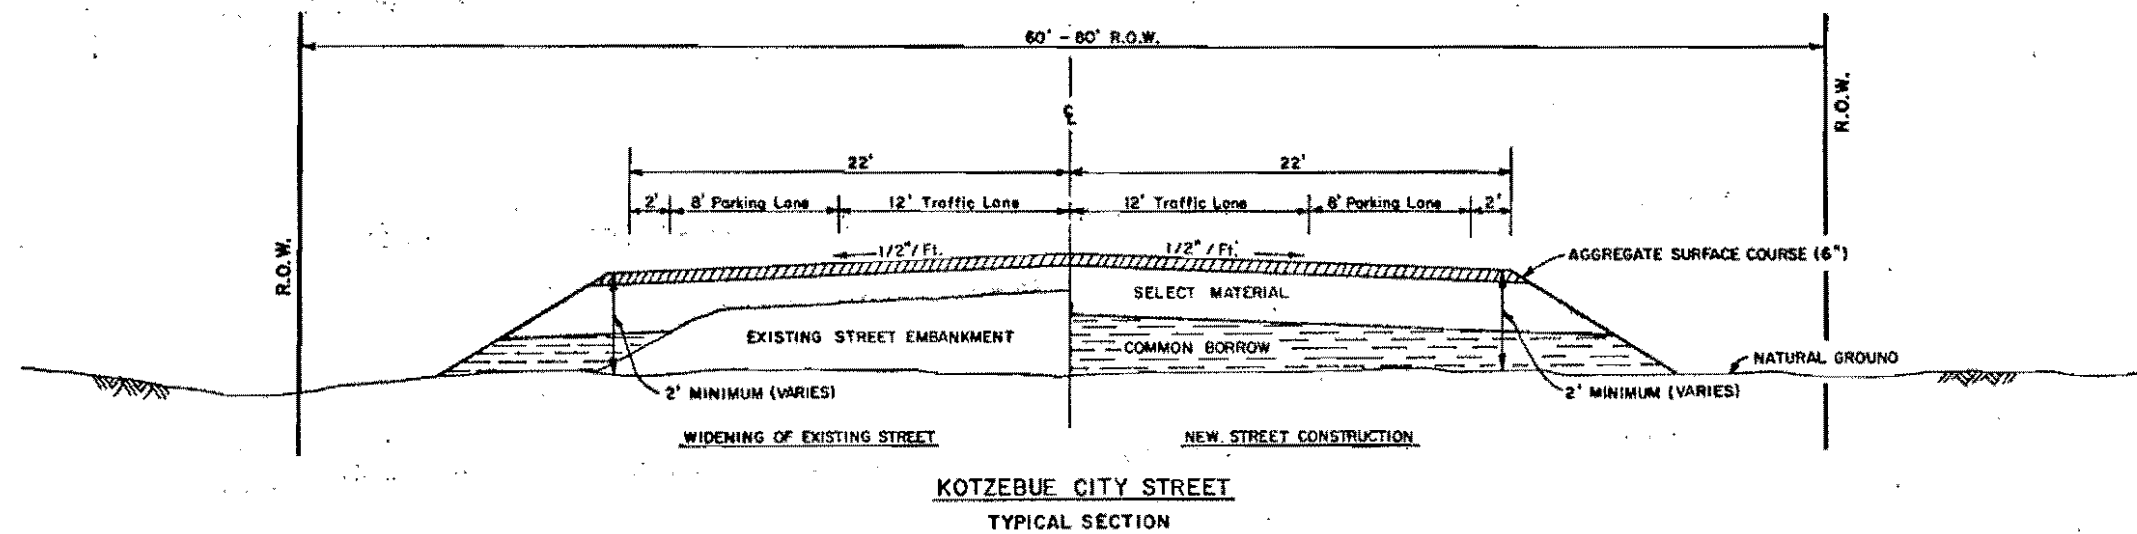 60' - 80' R.O.W.
R.O.W.
℄
22' 22'
2' 8' Parking Lane 12' Traffic Lane 12' Traffic Lane 8' Parking Lane 2'
R.O.W.
1/2"/Ft. 1/2"/Ft.
AGGREGATE SURFACE COURSE (6")
SELECT MATERIAL
EXISTING STREET EMBANKMENT
COMMON BORROW
NATURAL GROUND
2' MINIMUM (VARIES) 2' MINIMUM (VARIES)
WIDENING OF EXISTING STREET NEW STREET CONSTRUCTION
KOTZEBUE CITY STREET
TYPICAL SECTION